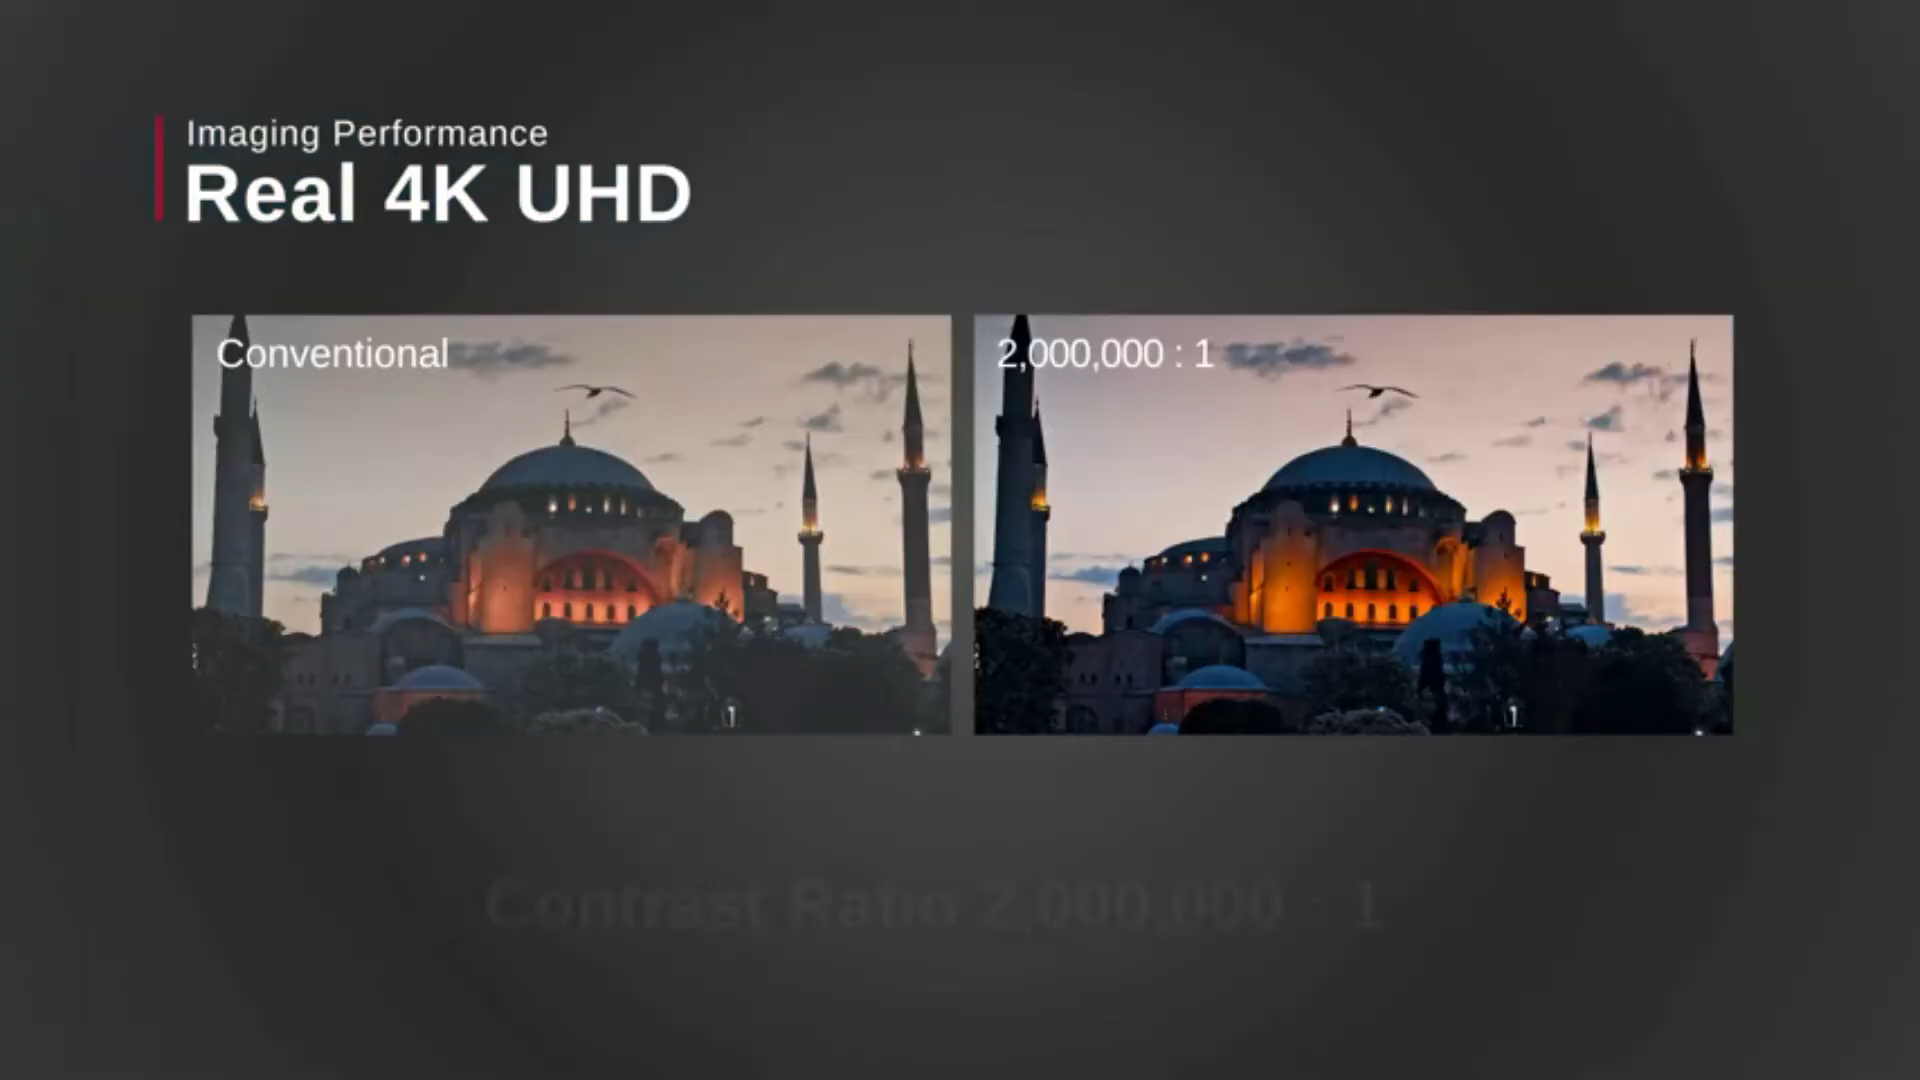 Imaging Performance
Real 4K UHD
Conventional
2,000,000 : 1
Contrast Ratio 2,000,000 : 1